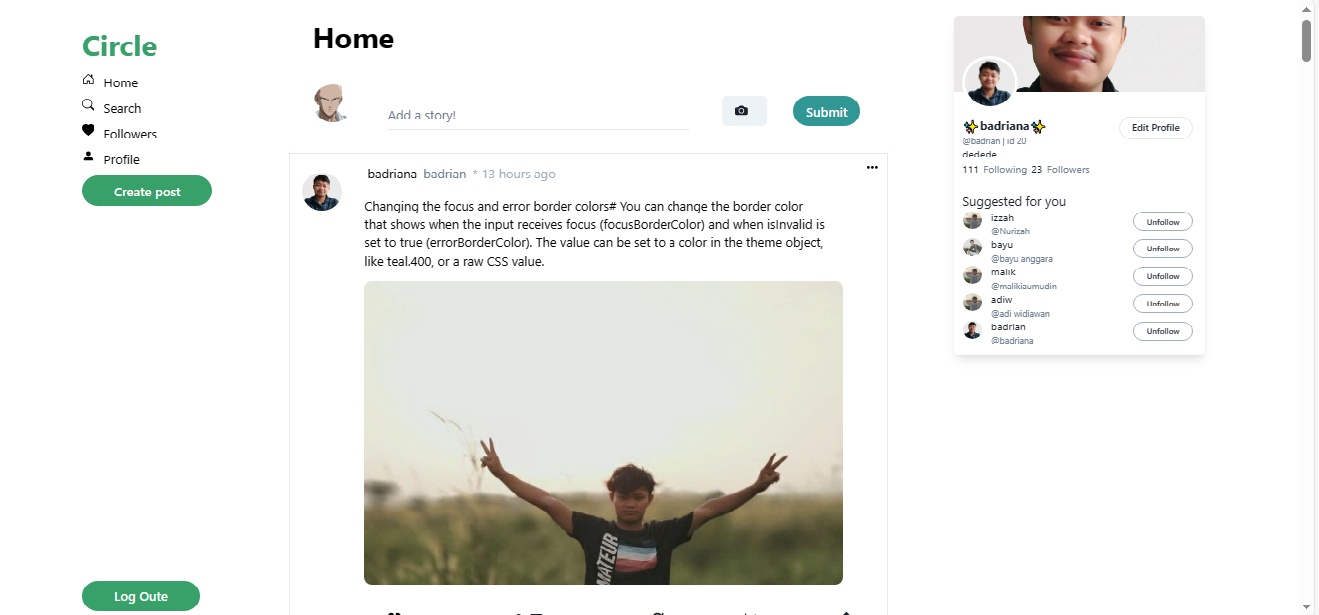 Circle
Home
Search
Followers
Profile
Create post
Log Oute
Home
Add a story!
Submit
badriana badrian * 13 hours ago
Changing the focus and error border colors# You can change the border color
that shows when the input receives focus (focusBorderColor) and when isInvalid is
set to true (errorBorderColor). The value can be set to a color in the theme object,
like teal.400, or a raw CSS value.
AMATEUR
✨badriana✨
Edit Profile
@badrian | id 20
dedede
111 Following 23 Followers
Suggested for you
izzah
@Nurizah
Unfollow
bayu
@bayu anggara
Unfollow
malik
@malikiaumudin
Unfollow
adiw
@adi widiawan
Unfollow
badrian
@badriana
Unfollow